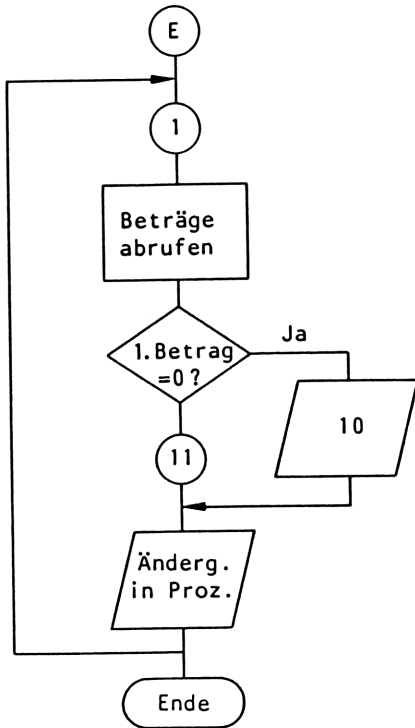 E
1
Beträge
abrufen
1.Betrag
=0?
Ja
10
11
Änderg.
in Proz.
Ende